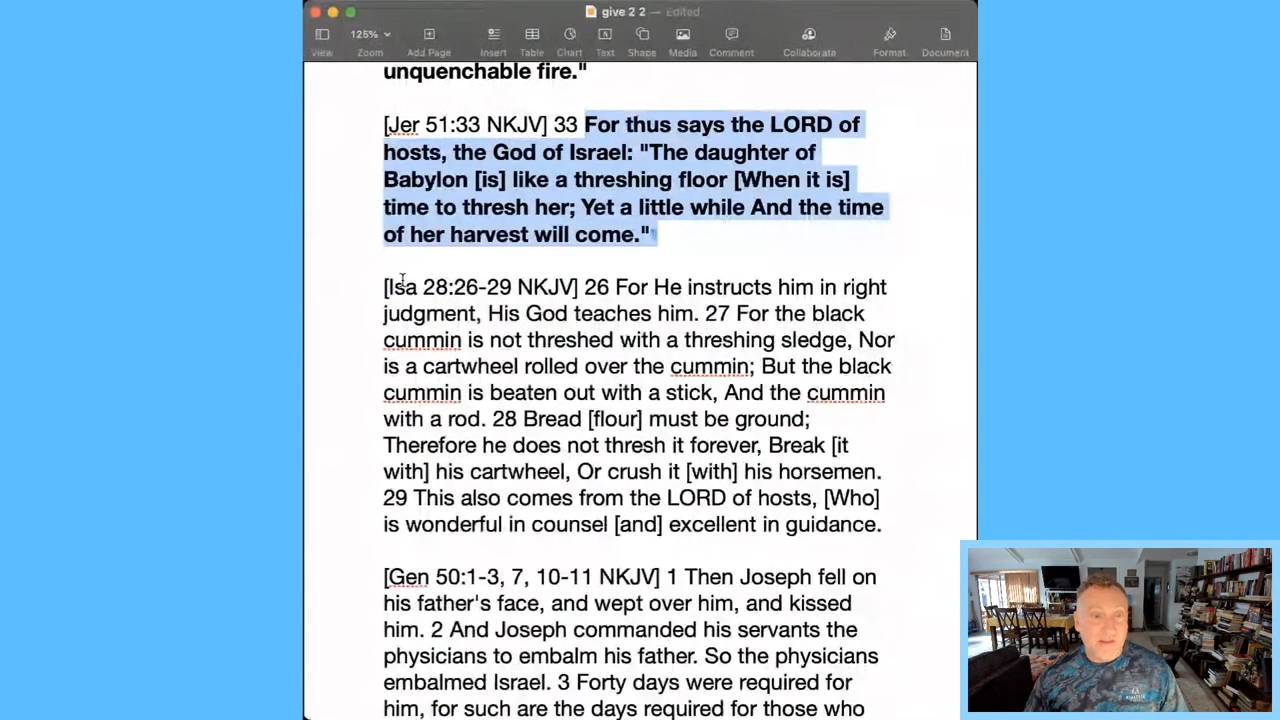 give 2 2 — Edited
125%
View Zoom Add Page Insert Table Chart Text Shape Media Comment Collaborate Format Document
unquenchable fire."
[Jer 51:33 NKJV] 33 For thus says the LORD of
hosts, the God of Israel: "The daughter of
Babylon [is] like a threshing floor [When it is]
time to thresh her; Yet a little while And the time
of her harvest will come."
[Isa 28:26-29 NKJV] 26 For He instructs him in right
judgment, His God teaches him. 27 For the black
cummin is not threshed with a threshing sledge, Nor
is a cartwheel rolled over the cummin; But the black
cummin is beaten out with a stick, And the cummin
with a rod. 28 Bread [flour] must be ground;
Therefore he does not thresh it forever, Break [it
with] his cartwheel, Or crush it [with] his horsemen.
29 This also comes from the LORD of hosts, [Who]
is wonderful in counsel [and] excellent in guidance.
[Gen 50:1-3, 7, 10-11 NKJV] 1 Then Joseph fell on
his father's face, and wept over him, and kissed
him. 2 And Joseph commanded his servants the
physicians to embalm his father. So the physicians
embalmed Israel. 3 Forty days were required for
him, for such are the days required for those who